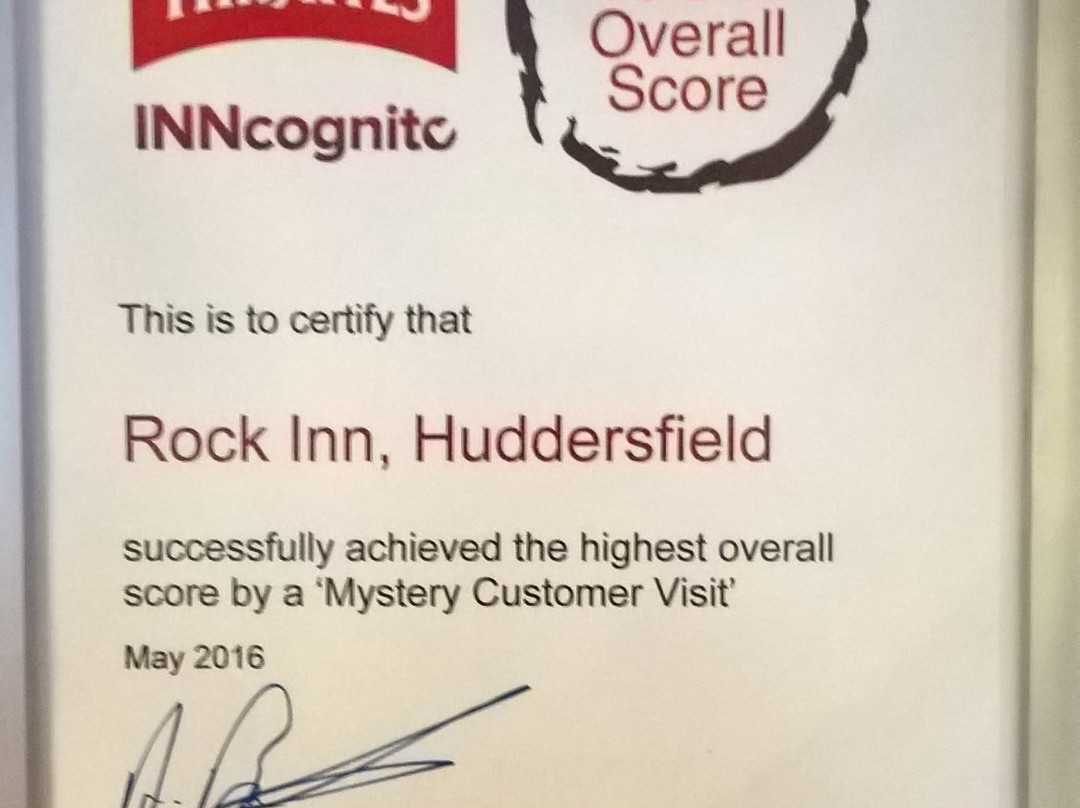 Overall
Score
INNcognito
This is to certify that
Rock Inn, Huddersfield
successfully achieved the highest overall
score by a ‘Mystery Customer Visit’
May 2016